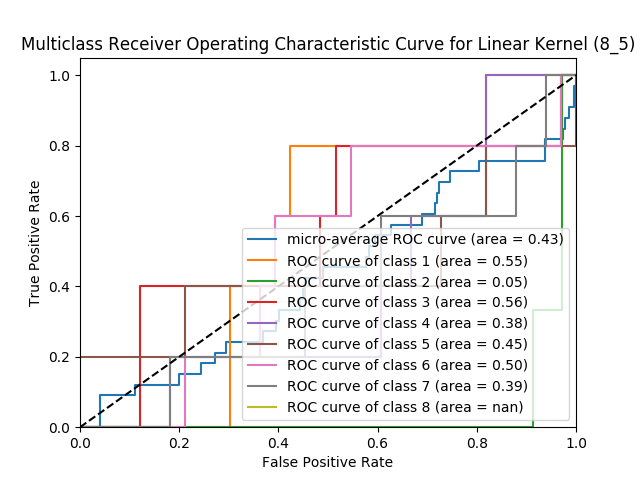 Multiclass Receiver Operating Characteristic Curve for Linear Kernel (8_5)
1.0
0.8
0.6
0.4
0.2
0.0
True Positive Rate
micro-average ROC curve (area = 0.43)
ROC curve of class 1 (area = 0.55)
ROC curve of class 2 (area = 0.05)
ROC curve of class 3 (area = 0.56)
ROC curve of class 4 (area = 0.38)
ROC curve of class 5 (area = 0.45)
ROC curve of class 6 (area = 0.50)
ROC curve of class 7 (area = 0.39)
ROC curve of class 8 (area = nan)
0.0 0.2 0.4 0.6 0.8 1.0
False Positive Rate